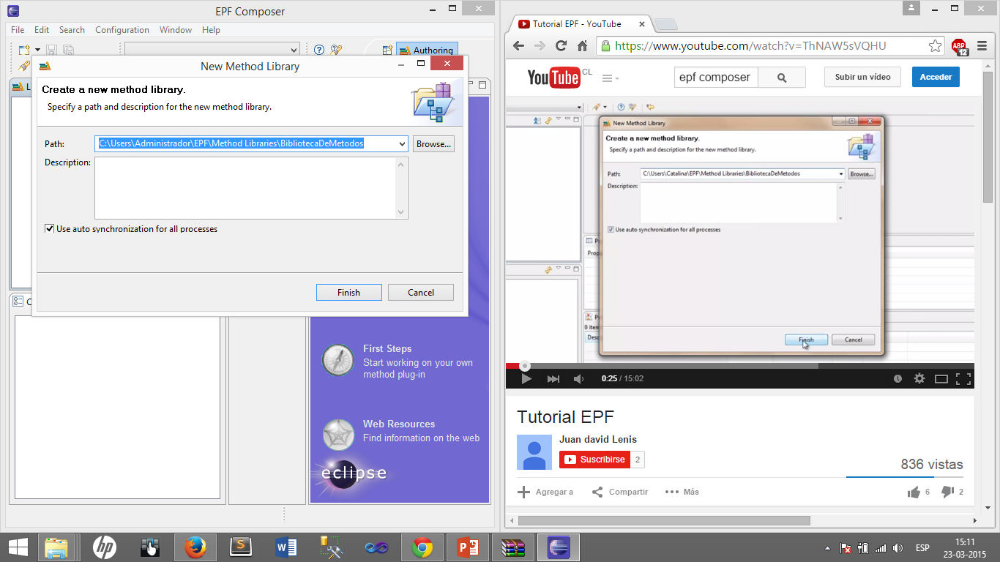 EPF Composer
File Edit Search Configuration Window Help
Authoring
New Method Library
Create a new method library.
Specify a path and description for the new method library.
Path: C:\Users\Administrador\EPF\Method Libraries\BibliotecaDeMetodos Browse...
Description:
Use auto synchronization for all processes
Finish Cancel
First Steps
Start working on your own
method plug-in
Web Resources
Find information on the web
eclipse
Tutorial EPF - YouTube
https://www.youtube.com/watch?v=ThNAW5sVQHU
ABP
12
YouTube CL
epf composer
Subir un vídeo
Acceder
New Method Library
Create a new method library.
Specify a path and description for the new method library.
Path: C:\Users\Catalina\EPF\Method Libraries\BibliotecaDeMetodos Browse...
Description:
Use auto synchronization for all processes
Finish Cancel
0:25 / 15:02
Tutorial EPF
Juan david Lenis
Suscribirse 2
836 vistas
Agregar a Compartir Más 6 2
hp
ESP
15:11
23-03-2015